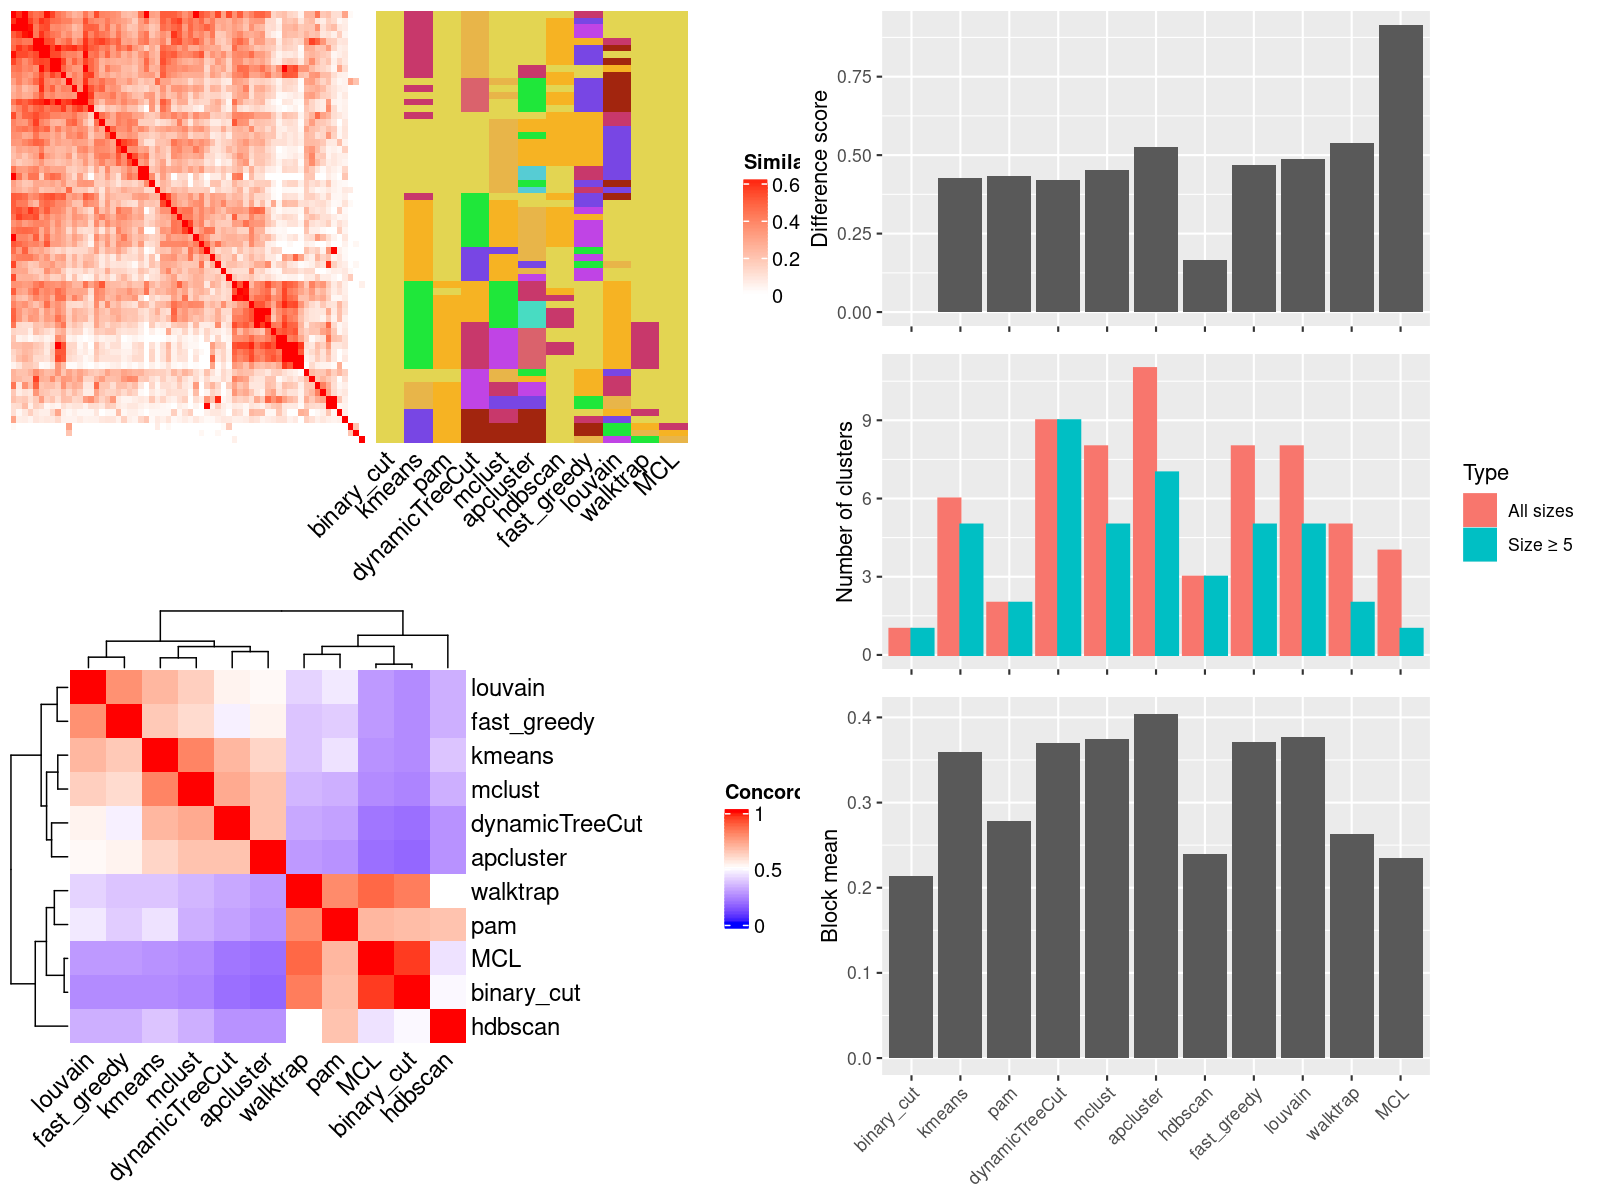 Simila
0.6
0.4
0.2
0
binary_cut
kmeans
pam
dynamicTreeCut
mclust
apcluster
hdbscan
fast_greedy
louvain
walktrap
MCL
louvain
fast_greedy
kmeans
mclust
dynamicTreeCut
apcluster
walktrap
pam
MCL
binary_cut
hdbscan
louvain
fast_greedy
kmeans
mclust
dynamicTreeCut
apcluster
walktrap
pam
MCL
binary_cut
hdbscan
Concord
1
0.5
0
Difference score
0.75
0.50
0.25
0.00
Number of clusters
9
6
3
0
Type
All sizes
Size ≥ 5
Block mean
0.4
0.3
0.2
0.1
0.0
binary_cut
kmeans
pam
dynamicTreeCut
mclust
apcluster
hdbscan
fast_greedy
louvain
walktrap
MCL